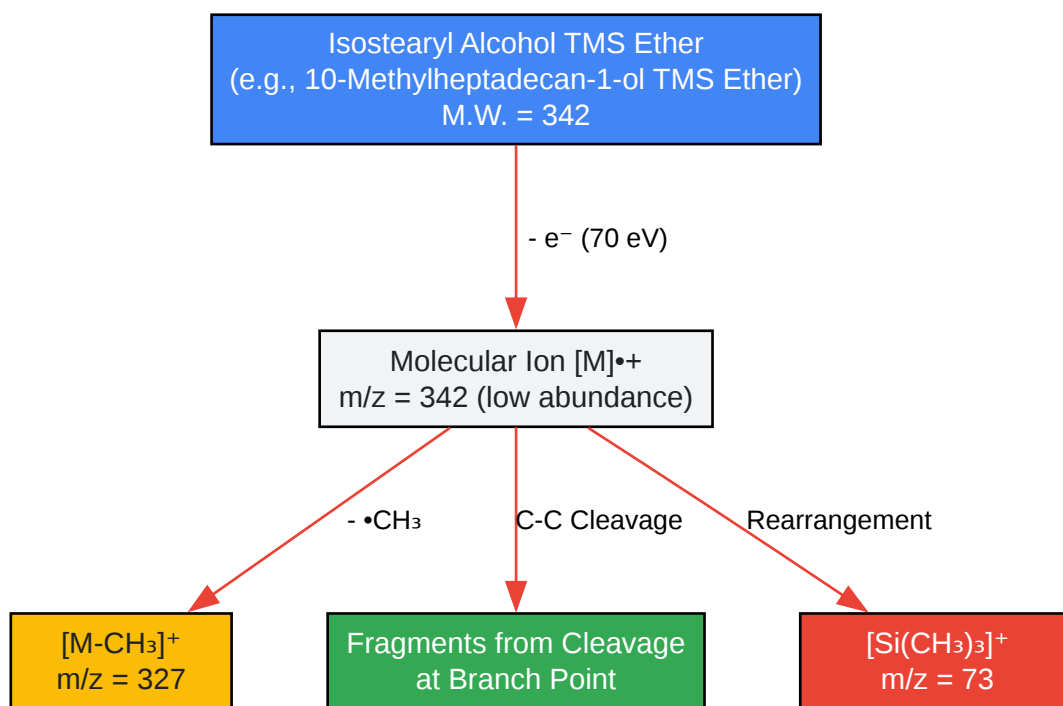 Isostearyl Alcohol TMS Ether
(e.g., 10-Methylheptadecan-1-ol TMS Ether)
M.W. = 342
- e⁻ (70 eV)
Molecular Ion [M]•+
m/z = 342 (low abundance)
- •CH₃
C-C Cleavage
Rearrangement
[M-CH₃]⁺
m/z = 327
Fragments from Cleavage
at Branch Point
[Si(CH₃)₃]⁺
m/z = 73